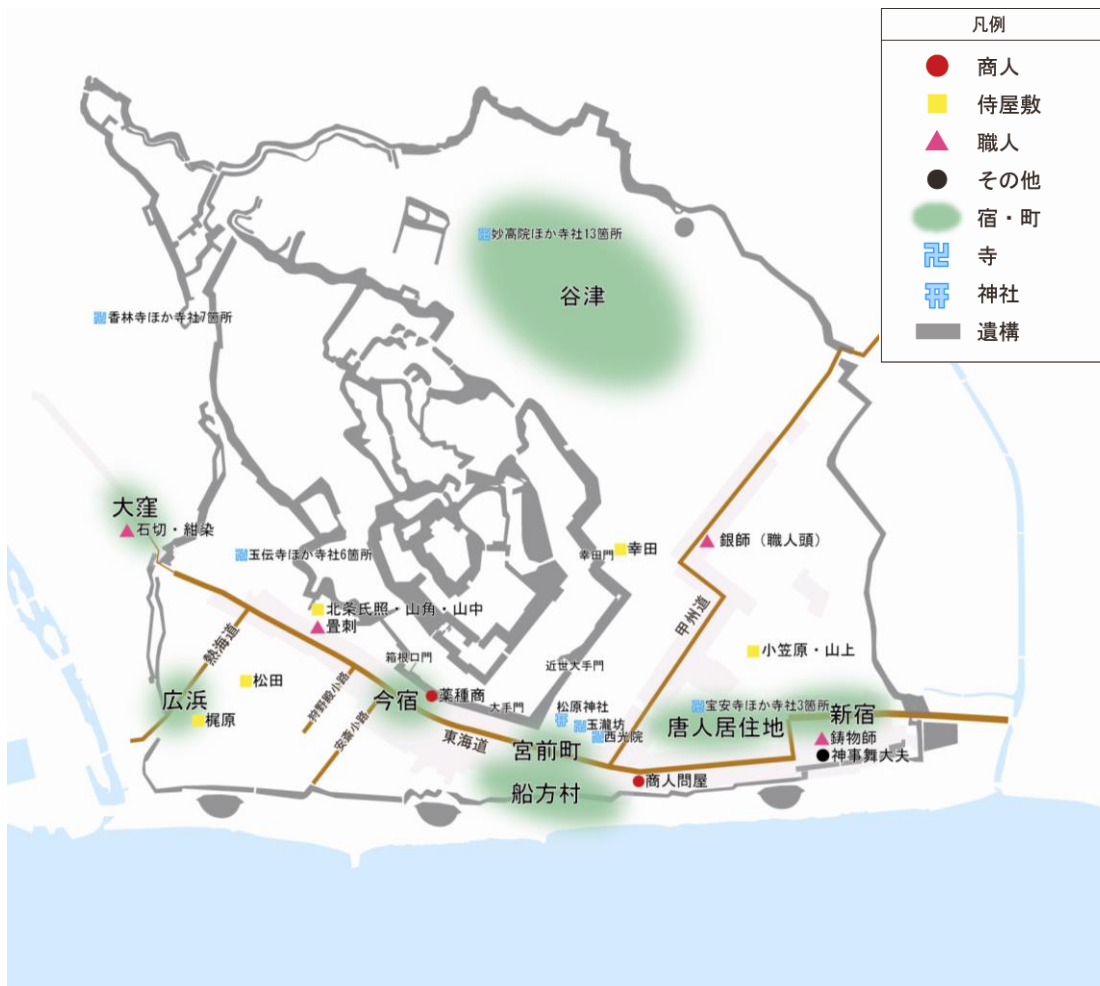 凡例
商人
侍屋敷
職人
その他
宿・町
寺
神社
遺構
妙高院ほか寺社13箇所
谷津
香林寺ほか寺社7箇所
大窪
石切・紺染
玉伝寺ほか寺社6箇所
幸田門
幸田
銀師（職人頭）
北条氏照・山角・山中
畳刺
甲州道
熱海道
箱根口門
近世大手門
小笠原・山上
松田
広浜
梶原
狩野殿小路
安斎小路
今宿
薬種商
大手門
松原神社
玉瀧坊
西光院
宝安寺ほか寺社3箇所
唐人居住地
新宿
鋳物師
神事舞大夫
東海道
宮前町
船方村
商人問屋